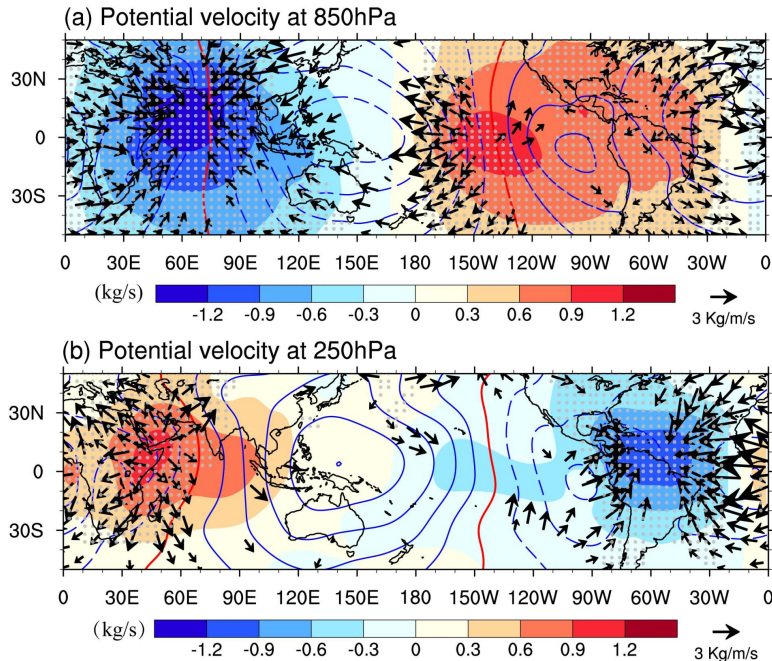 (a) Potential velocity at 850hPa
30N
0
30S
0 30E 60E 90E 120E 150E 180 150W 120W 90W 60W 30W 0
(kg/s)
-1.2 -0.9 -0.6 -0.3 0 0.3 0.6 0.9 1.2
3 Kg/m/s
(b) Potential velocity at 250hPa
30N
0
30S
0 30E 60E 90E 120E 150E 180 150W 120W 90W 60W 30W 0
(kg/s)
-1.2 -0.9 -0.6 -0.3 0 0.3 0.6 0.9 1.2
3 Kg/m/s